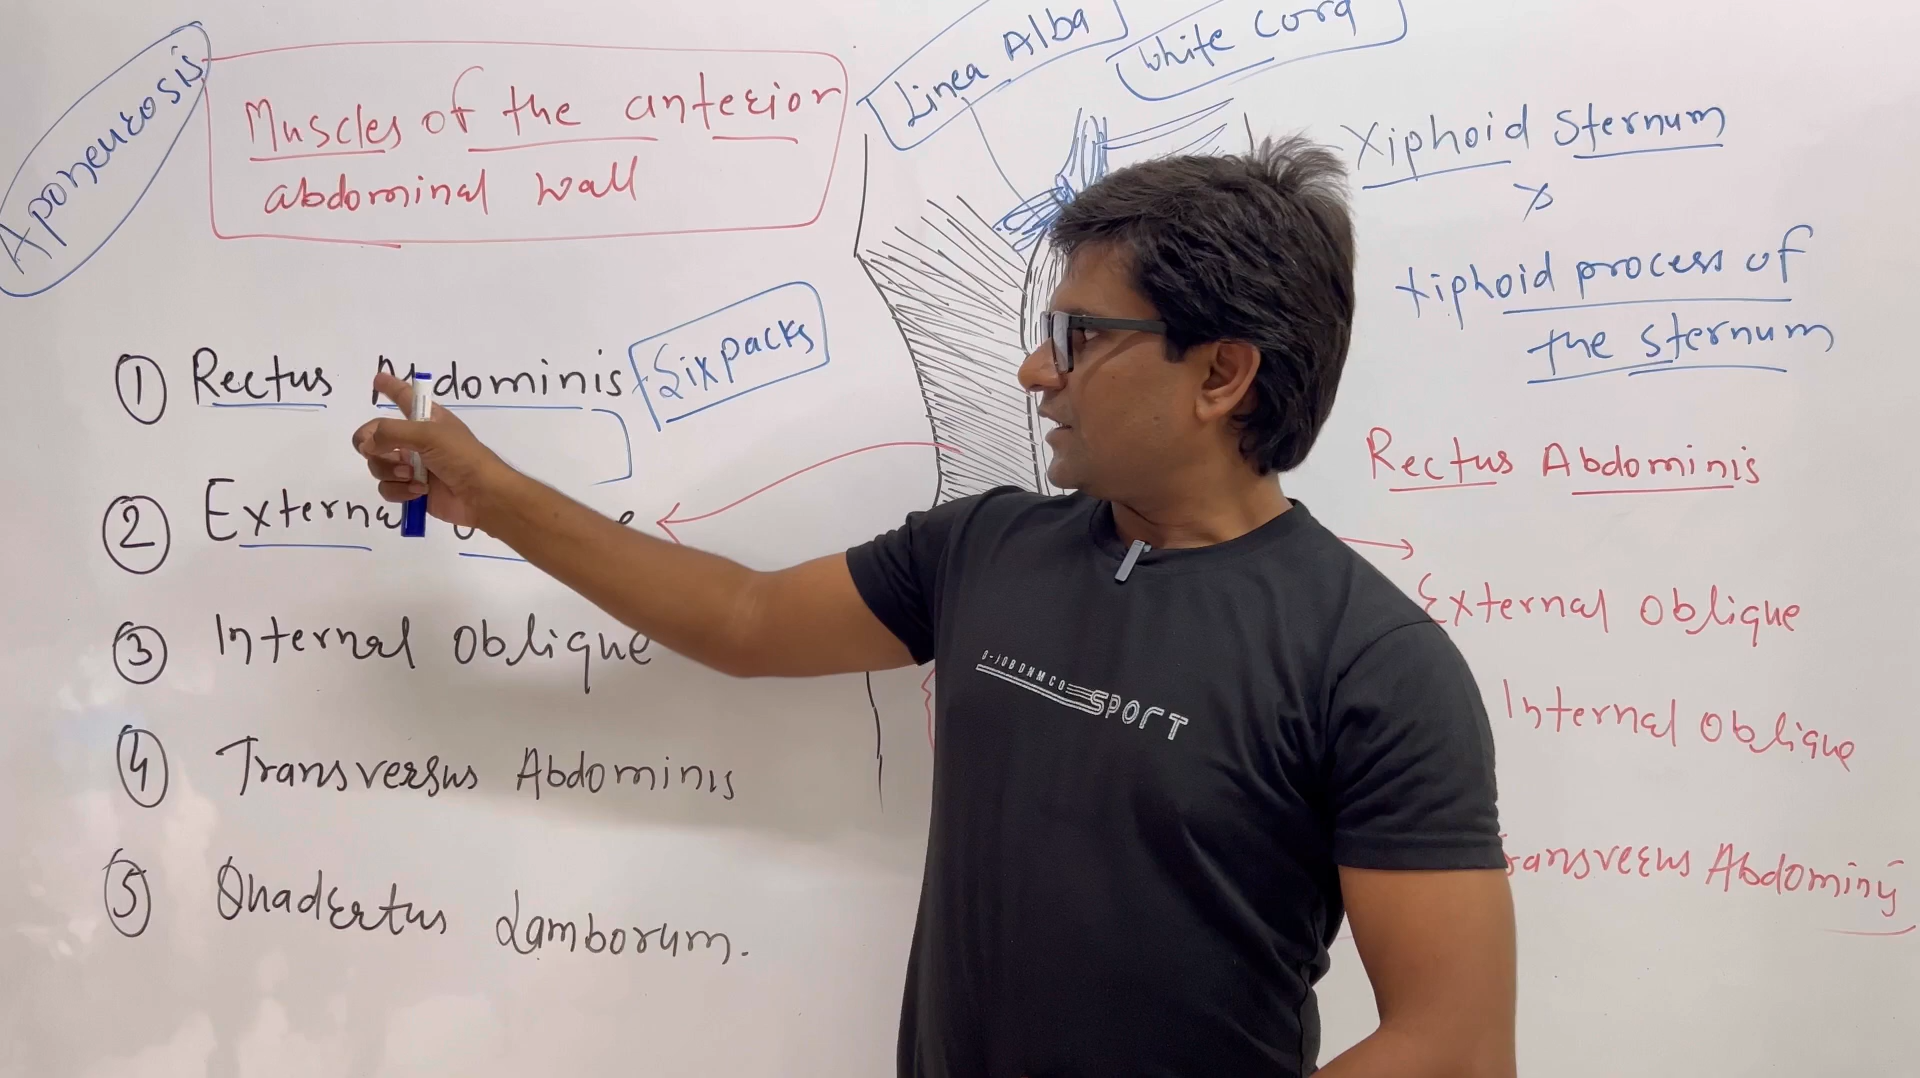 Aponeurosis
Muscles of the anterior
abdominal wall
Linea Alba
White Cord
Xiphoid Sternum
Xiphoid process of
the sternum
① Rectus Abdominis
Six packs
② External
③ Internal Oblique
④ Transversus Abdominis
⑤ Quadertus Lamborum.
Rectus Abdominis
External Oblique
Internal Oblique
Abdominis
SPORT